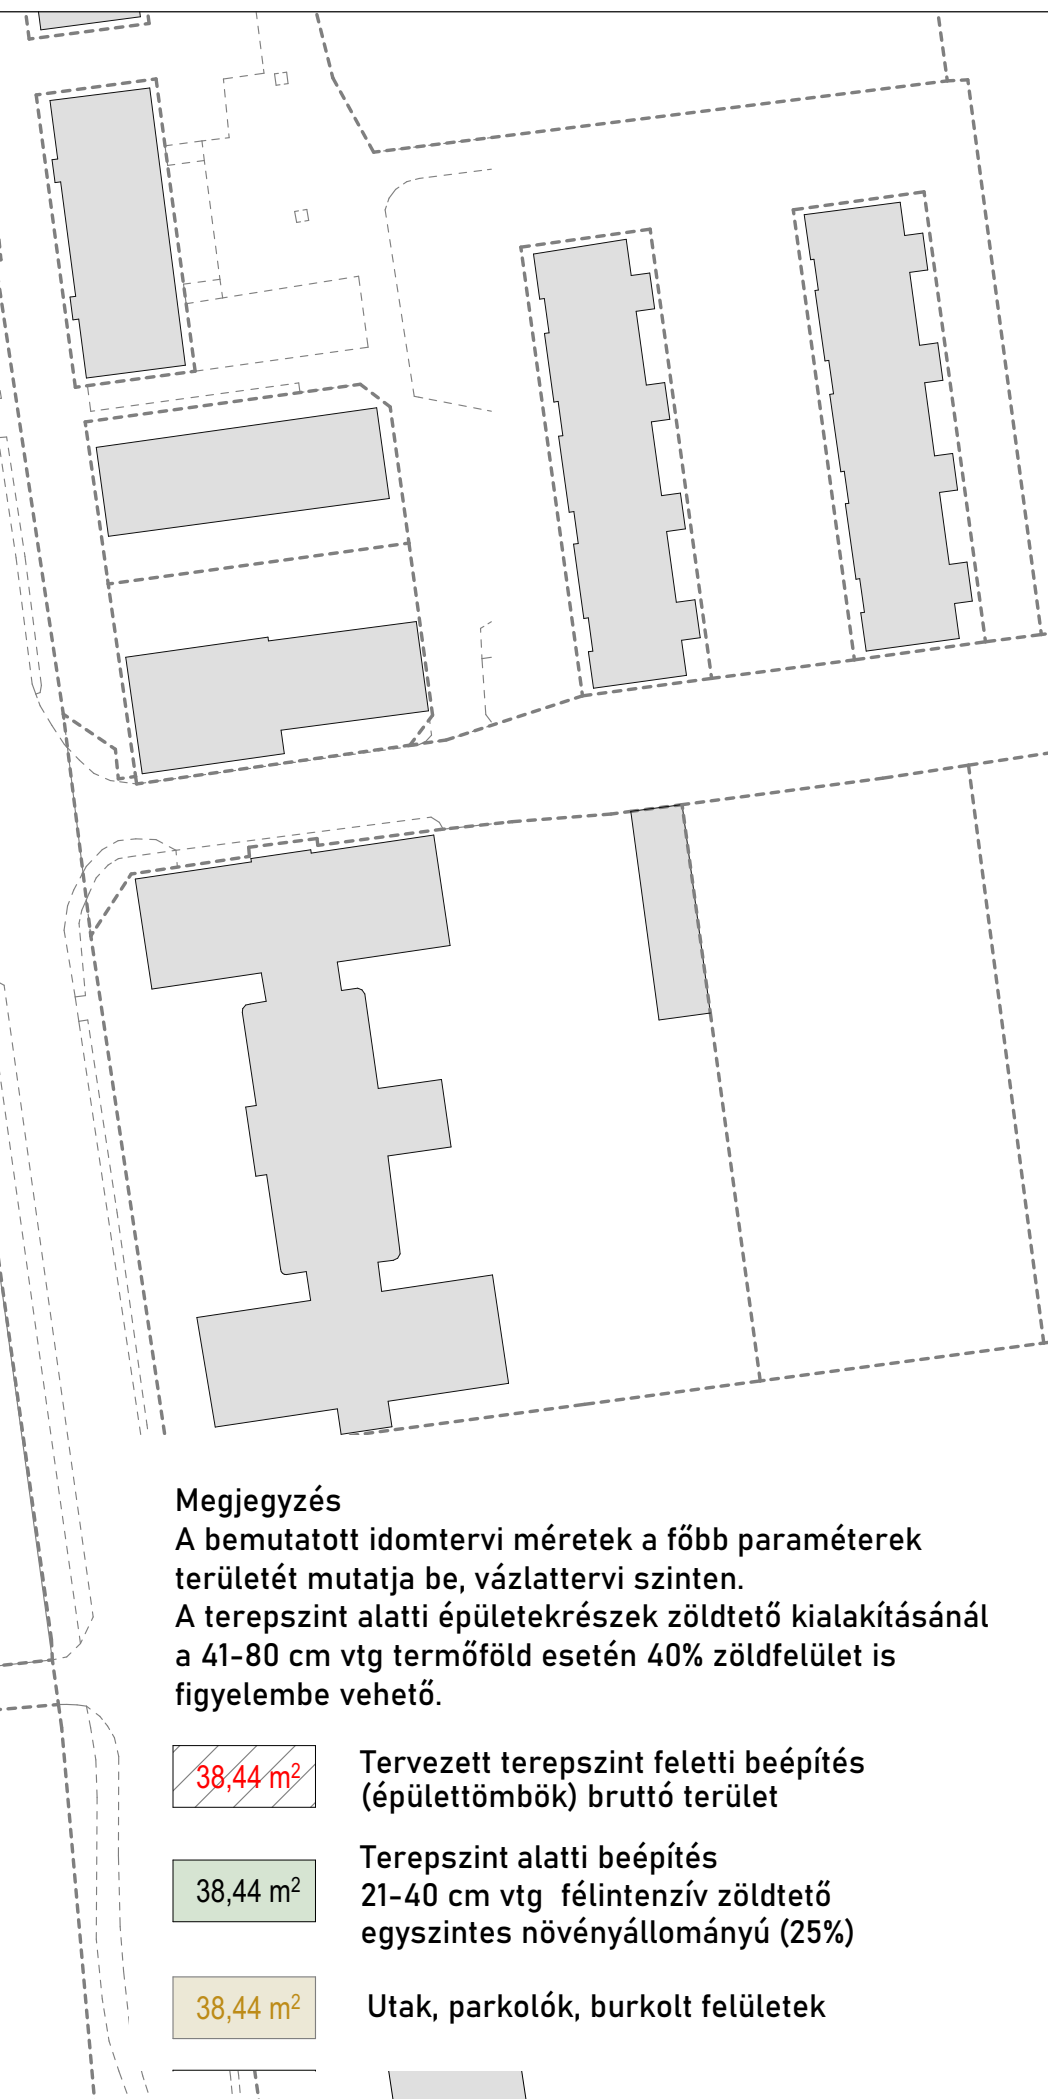 Megjegyzés
A bemutatott idomtervi méretek a főbb paraméterek
területét mutatja be, vázlattervi szinten.
A terepszint alatti épületekrészek zöldtető kialakításánál
a 41-80 cm vtg termőföld esetén 40% zöldfelület is
figyelembe vehető.
38,44 m²
Tervezett terepszint feletti beépítés
(épülettömbök) bruttó terület
38,44 m²
Terepszint alatti beépítés
21-40 cm vtg félintenzív zöldtető
egyszintes növényállományú (25%)
38,44 m²
Utak, parkolók, burkolt felületek